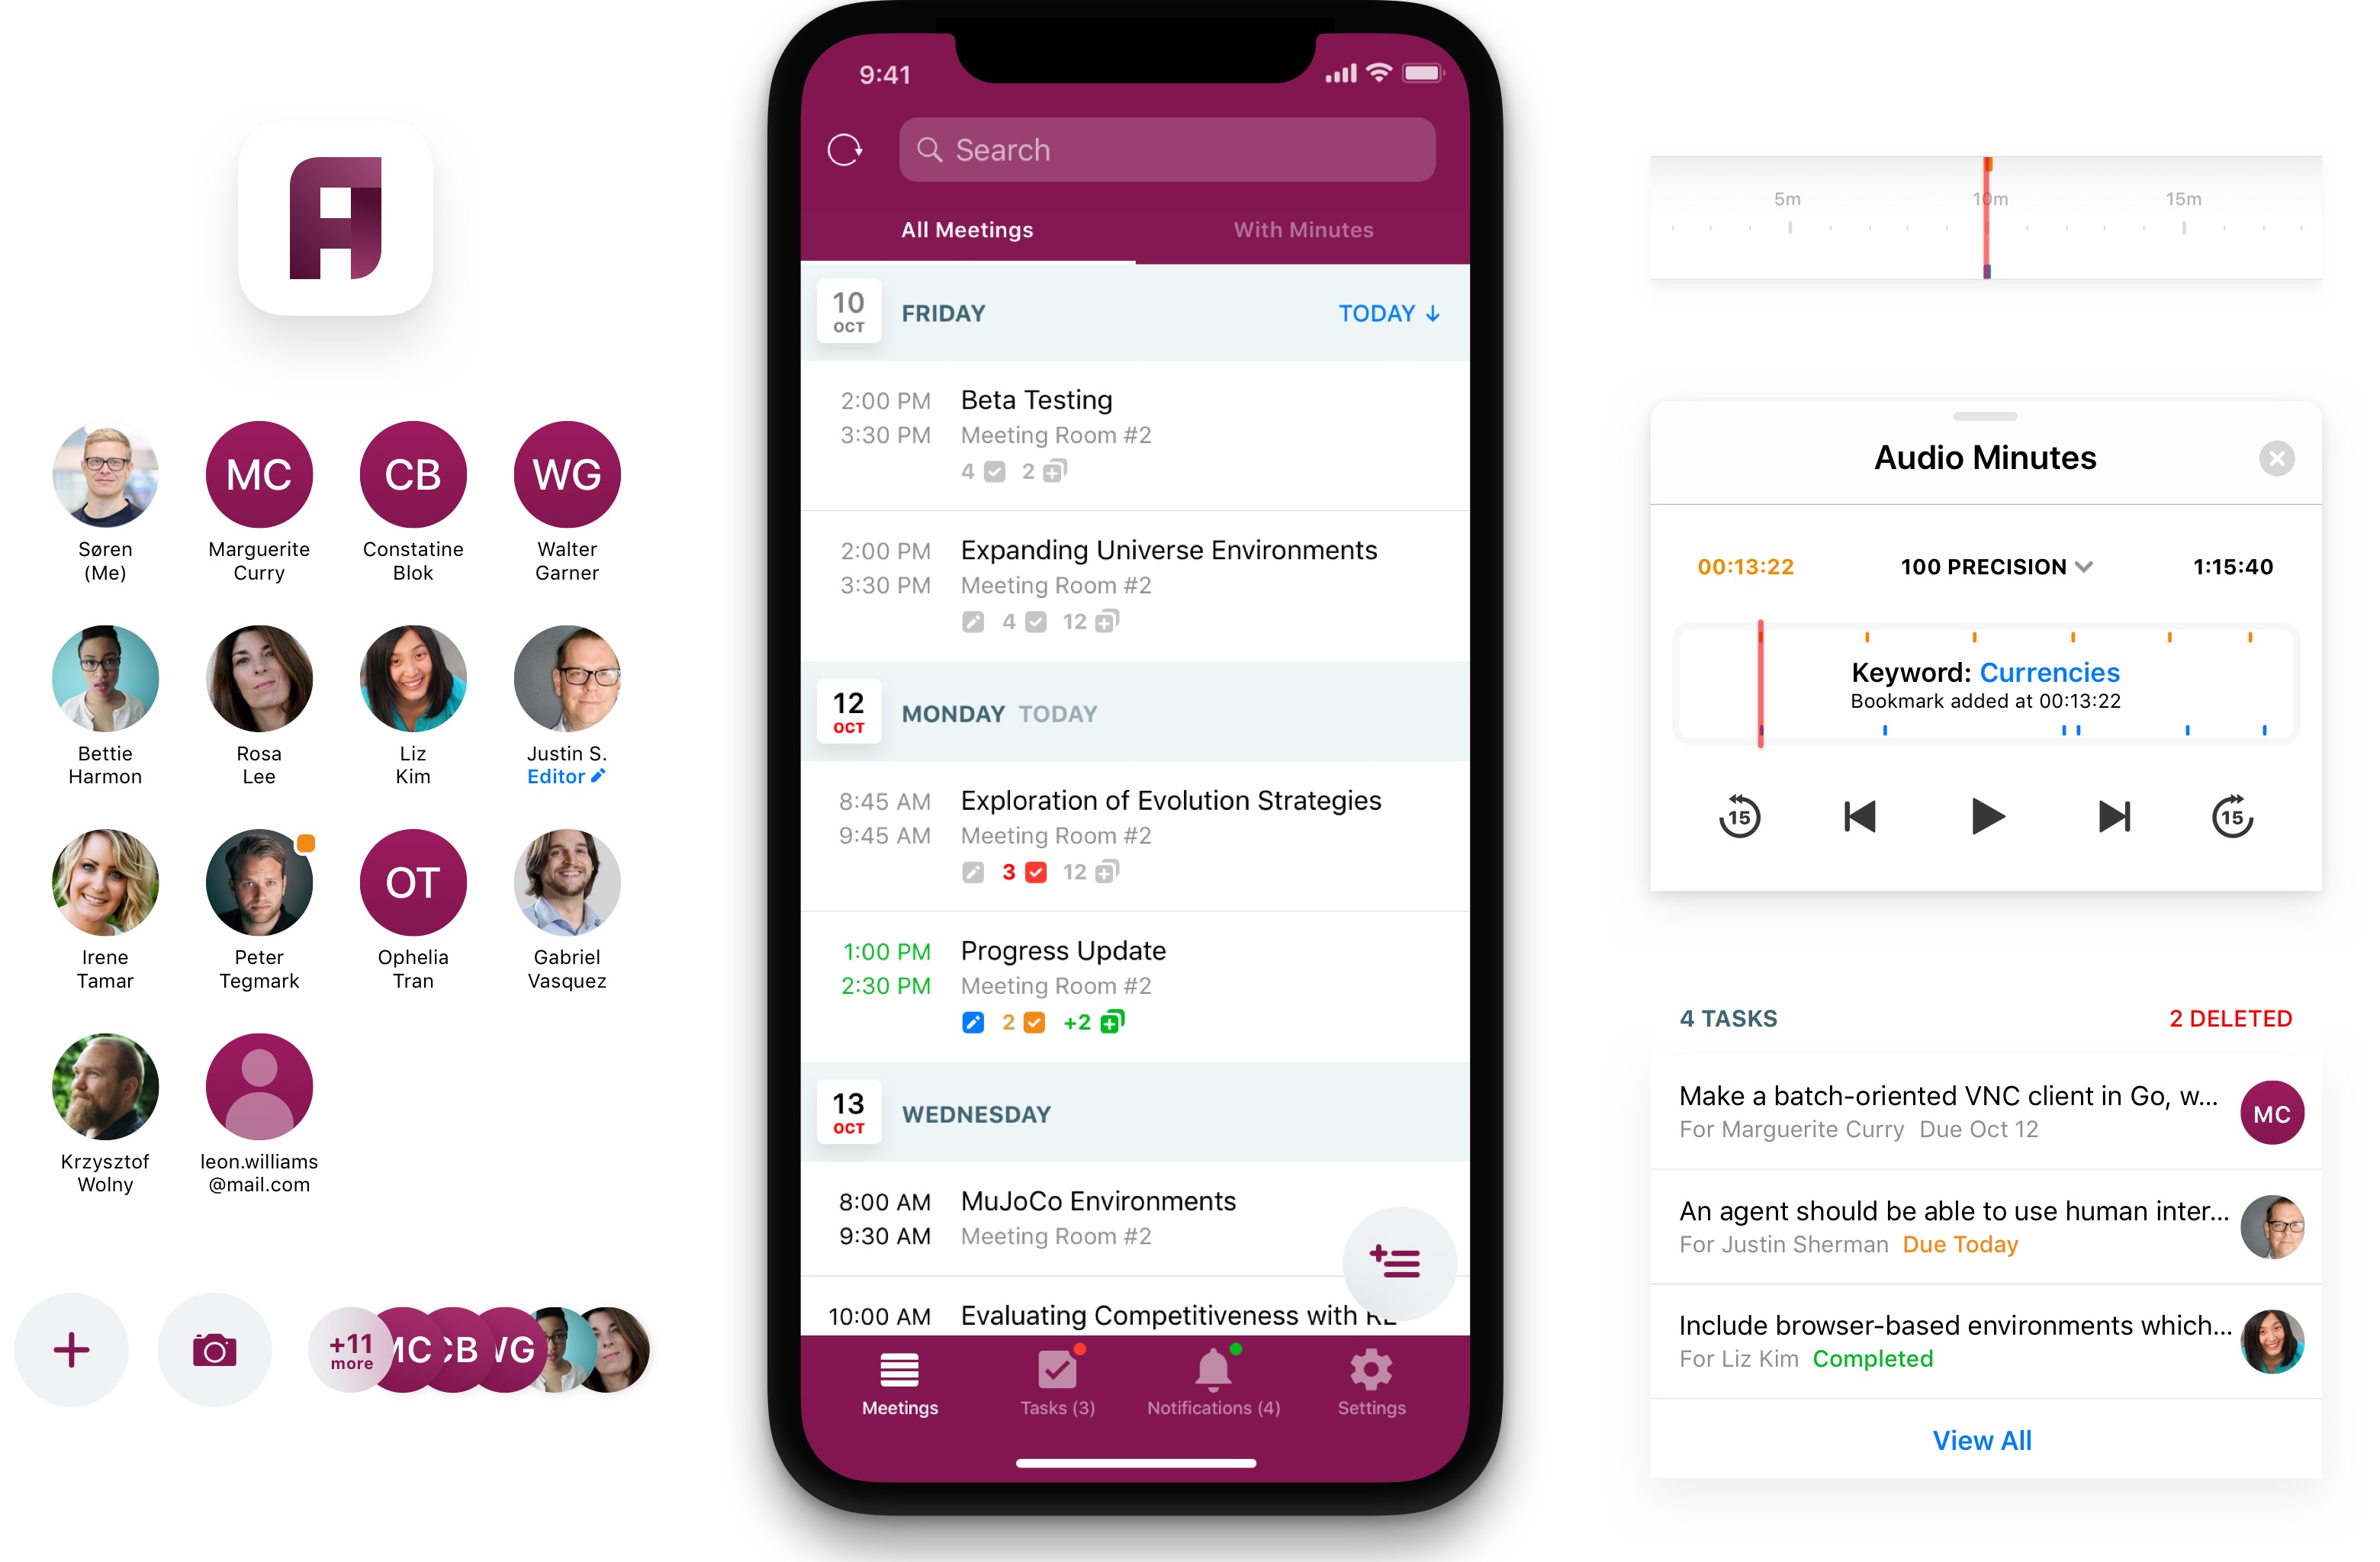 MC
CB
WG
Søren
(Me)
Marguerite
Curry
Constatine
Blok
Walter
Garner
Bettie
Harmon
Rosa
Lee
Liz
Kim
Justin S.
Editor
Irene
Tamar
Peter
Tegmark
OT
Ophelia
Tran
Gabriel
Vasquez
Krzysztof
Wolny
leon.williams
@mail.com
+11
more
MC
CB
WG
9:41
Search
All Meetings
With Minutes
10
OCT
FRIDAY
TODAY ↓
2:00 PM
3:30 PM
Beta Testing
Meeting Room #2
4 2
2:00 PM
3:30 PM
Expanding Universe Environments
Meeting Room #2
4 12
12
OCT
MONDAY TODAY
8:45 AM
9:45 AM
Exploration of Evolution Strategies
Meeting Room #2
3 12
1:00 PM
2:30 PM
Progress Update
Meeting Room #2
2 +2
13
OCT
WEDNESDAY
8:00 AM
9:30 AM
MuJoCo Environments
Meeting Room #2
10:00 AM
Evaluating Competitiveness with RL
Meetings
Tasks (3)
Notifications (4)
Settings
5m
10m
15m
Audio Minutes
00:13:22
100 PRECISION
1:15:40
Keyword: Currencies
Bookmark added at 00:13:22
15
15
4 TASKS
2 DELETED
Make a batch-oriented VNC client in Go, w...
For Marguerite Curry Due Oct 12
MC
An agent should be able to use human inter...
For Justin Sherman Due Today
Include browser-based environments which...
For Liz Kim Completed
View All